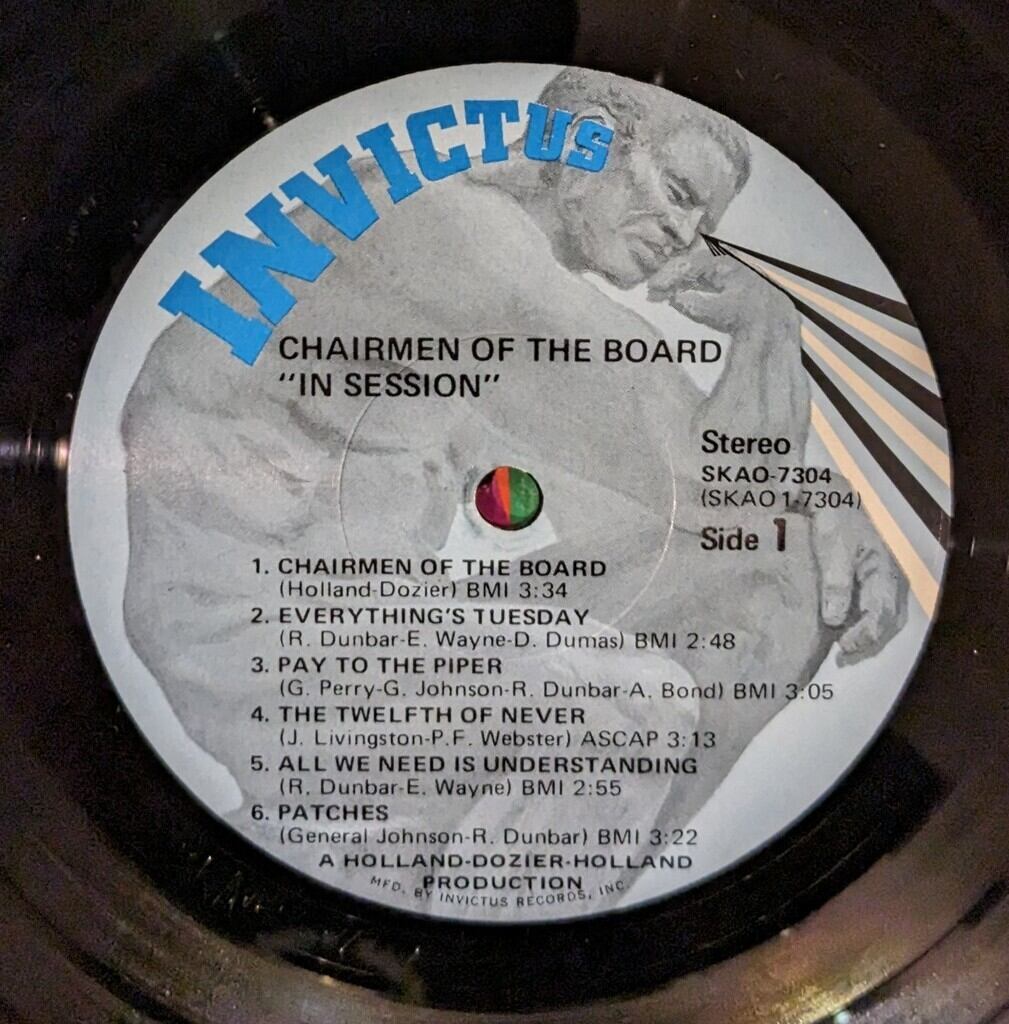 INVICTUS
CHAIRMEN OF THE BOARD
"IN SESSION"
Stereo
SKAO-7304
(SKAO 1-7304)
Side 1
1. CHAIRMEN OF THE BOARD
(Holland-Dozier) BMI 3:34
2. EVERYTHING'S TUESDAY
(R. Dunbar-E. Wayne-D. Dumas) BMI 2:48
3. PAY TO THE PIPER
(G. Perry-G. Johnson-R. Dunbar-A. Bond) BMI 3:05
4. THE TWELFTH OF NEVER
(J. Livingston-P.F. Webster) ASCAP 3:13
5. ALL WE NEED IS UNDERSTANDING
(R. Dunbar-E. Wayne) BMI 2:55
6. PATCHES
(General Johnson-R. Dunbar) BMI 3:22
A HOLLAND-DOZIER-HOLLAND
PRODUCTION
MFD. BY INVICTUS RECORDS, INC.